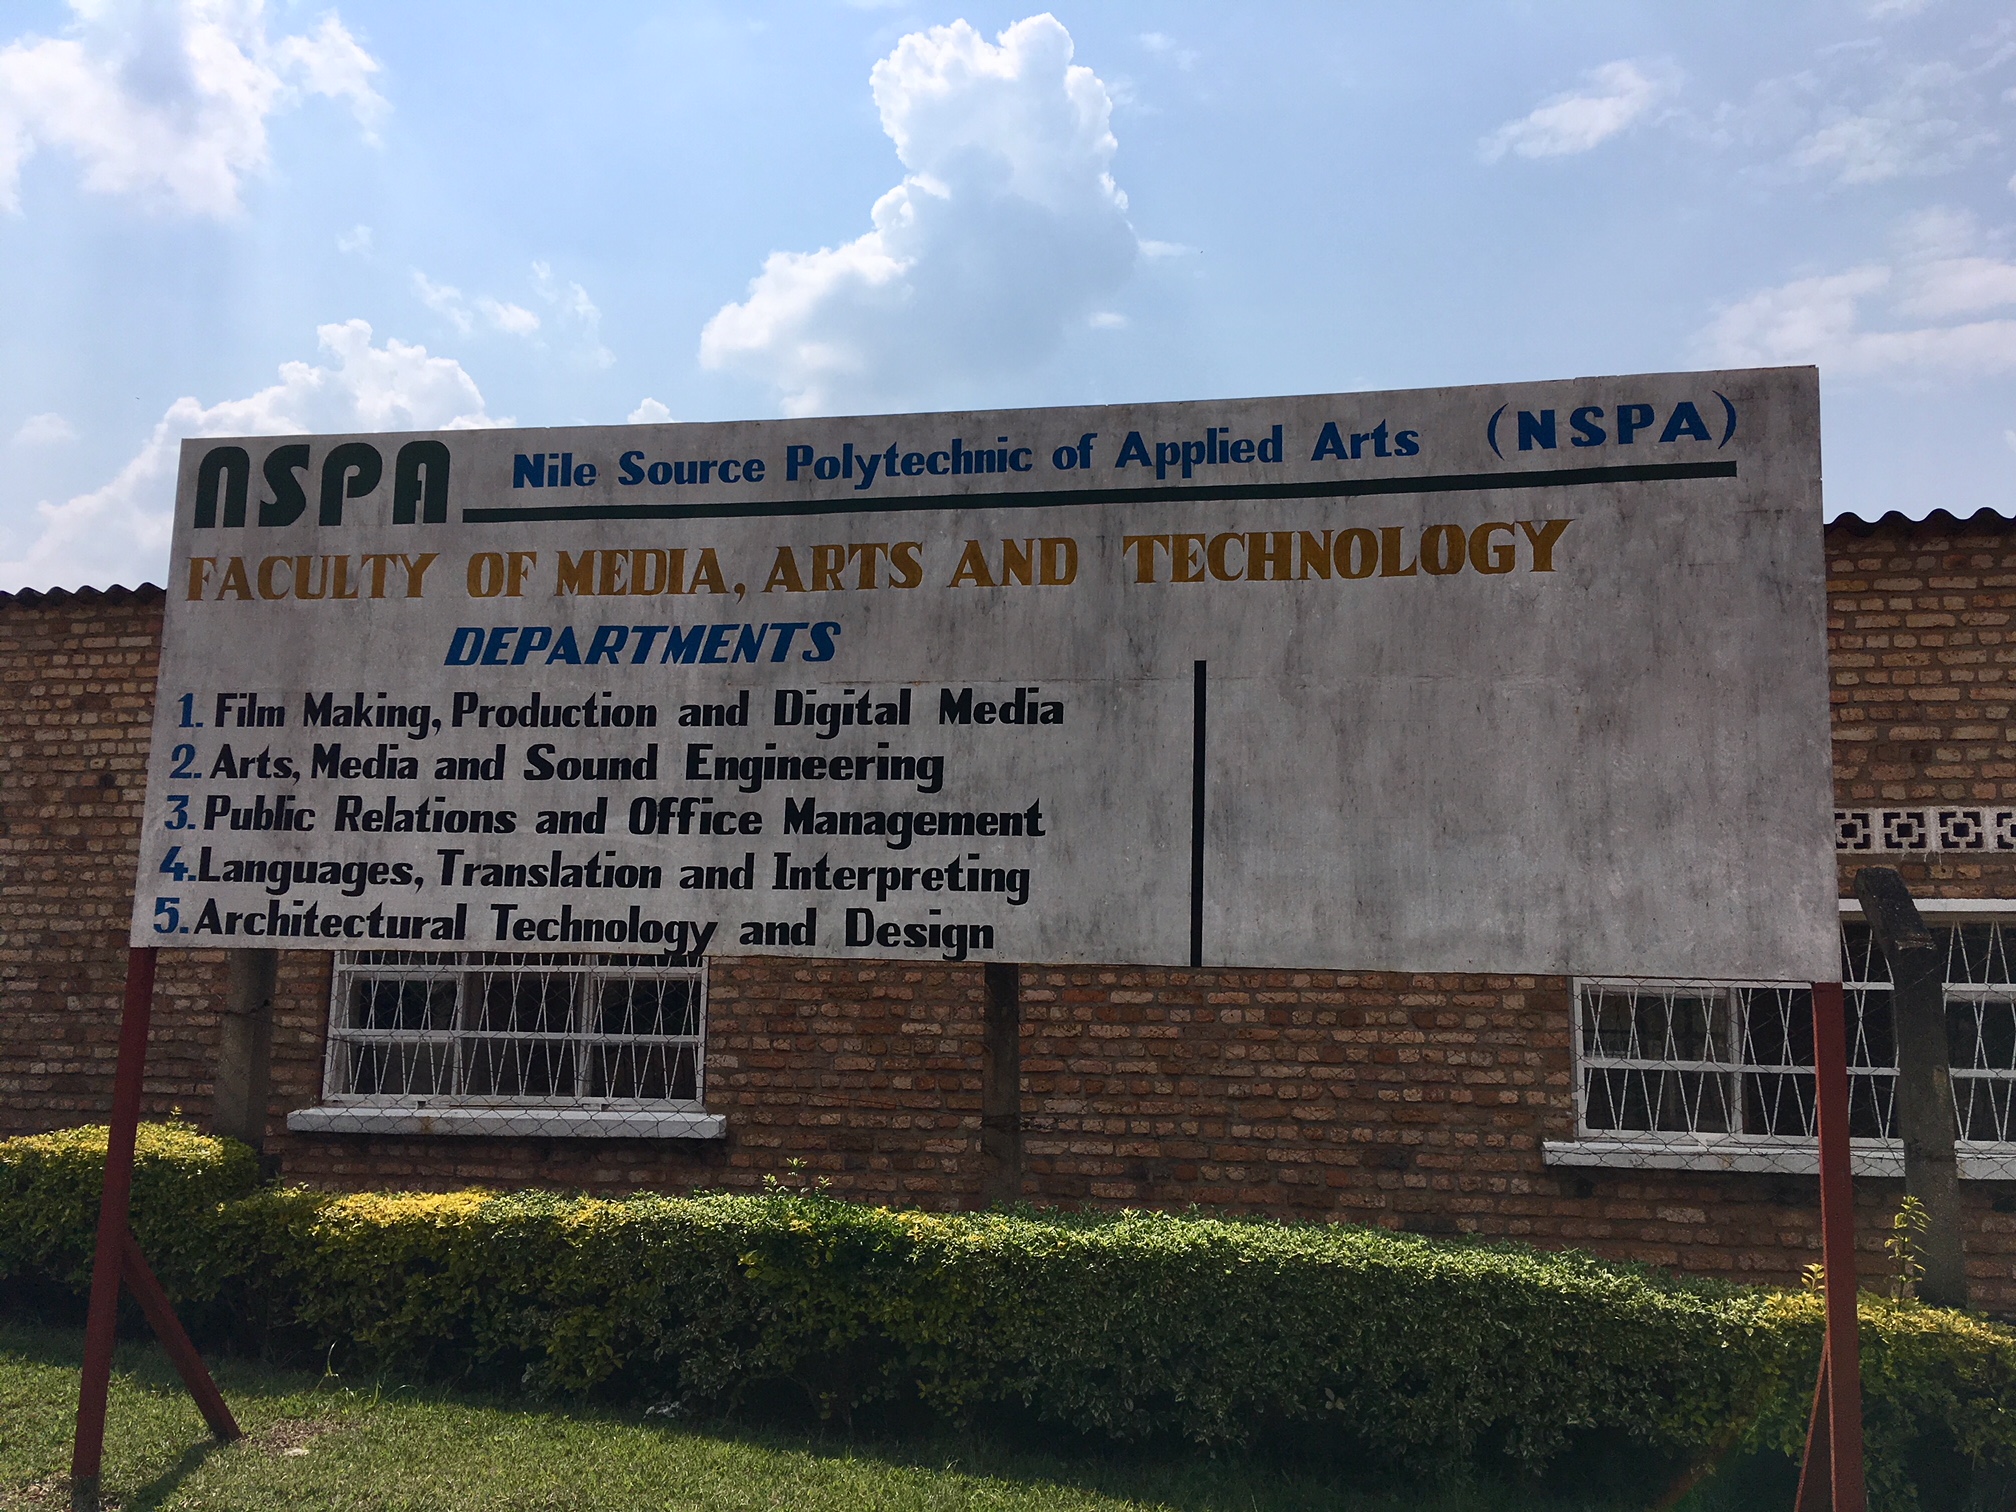 NSPA Nile Source Polytechnic of Applied Arts (NSPA)
FACULTY OF MEDIA, ARTS AND TECHNOLOGY
DEPARTMENTS
1. Film Making, Production and Digital Media
2. Arts, Media and Sound Engineering
3. Public Relations and Office Management
4. Languages, Translation and Interpreting
5. Architectural Technology and Design